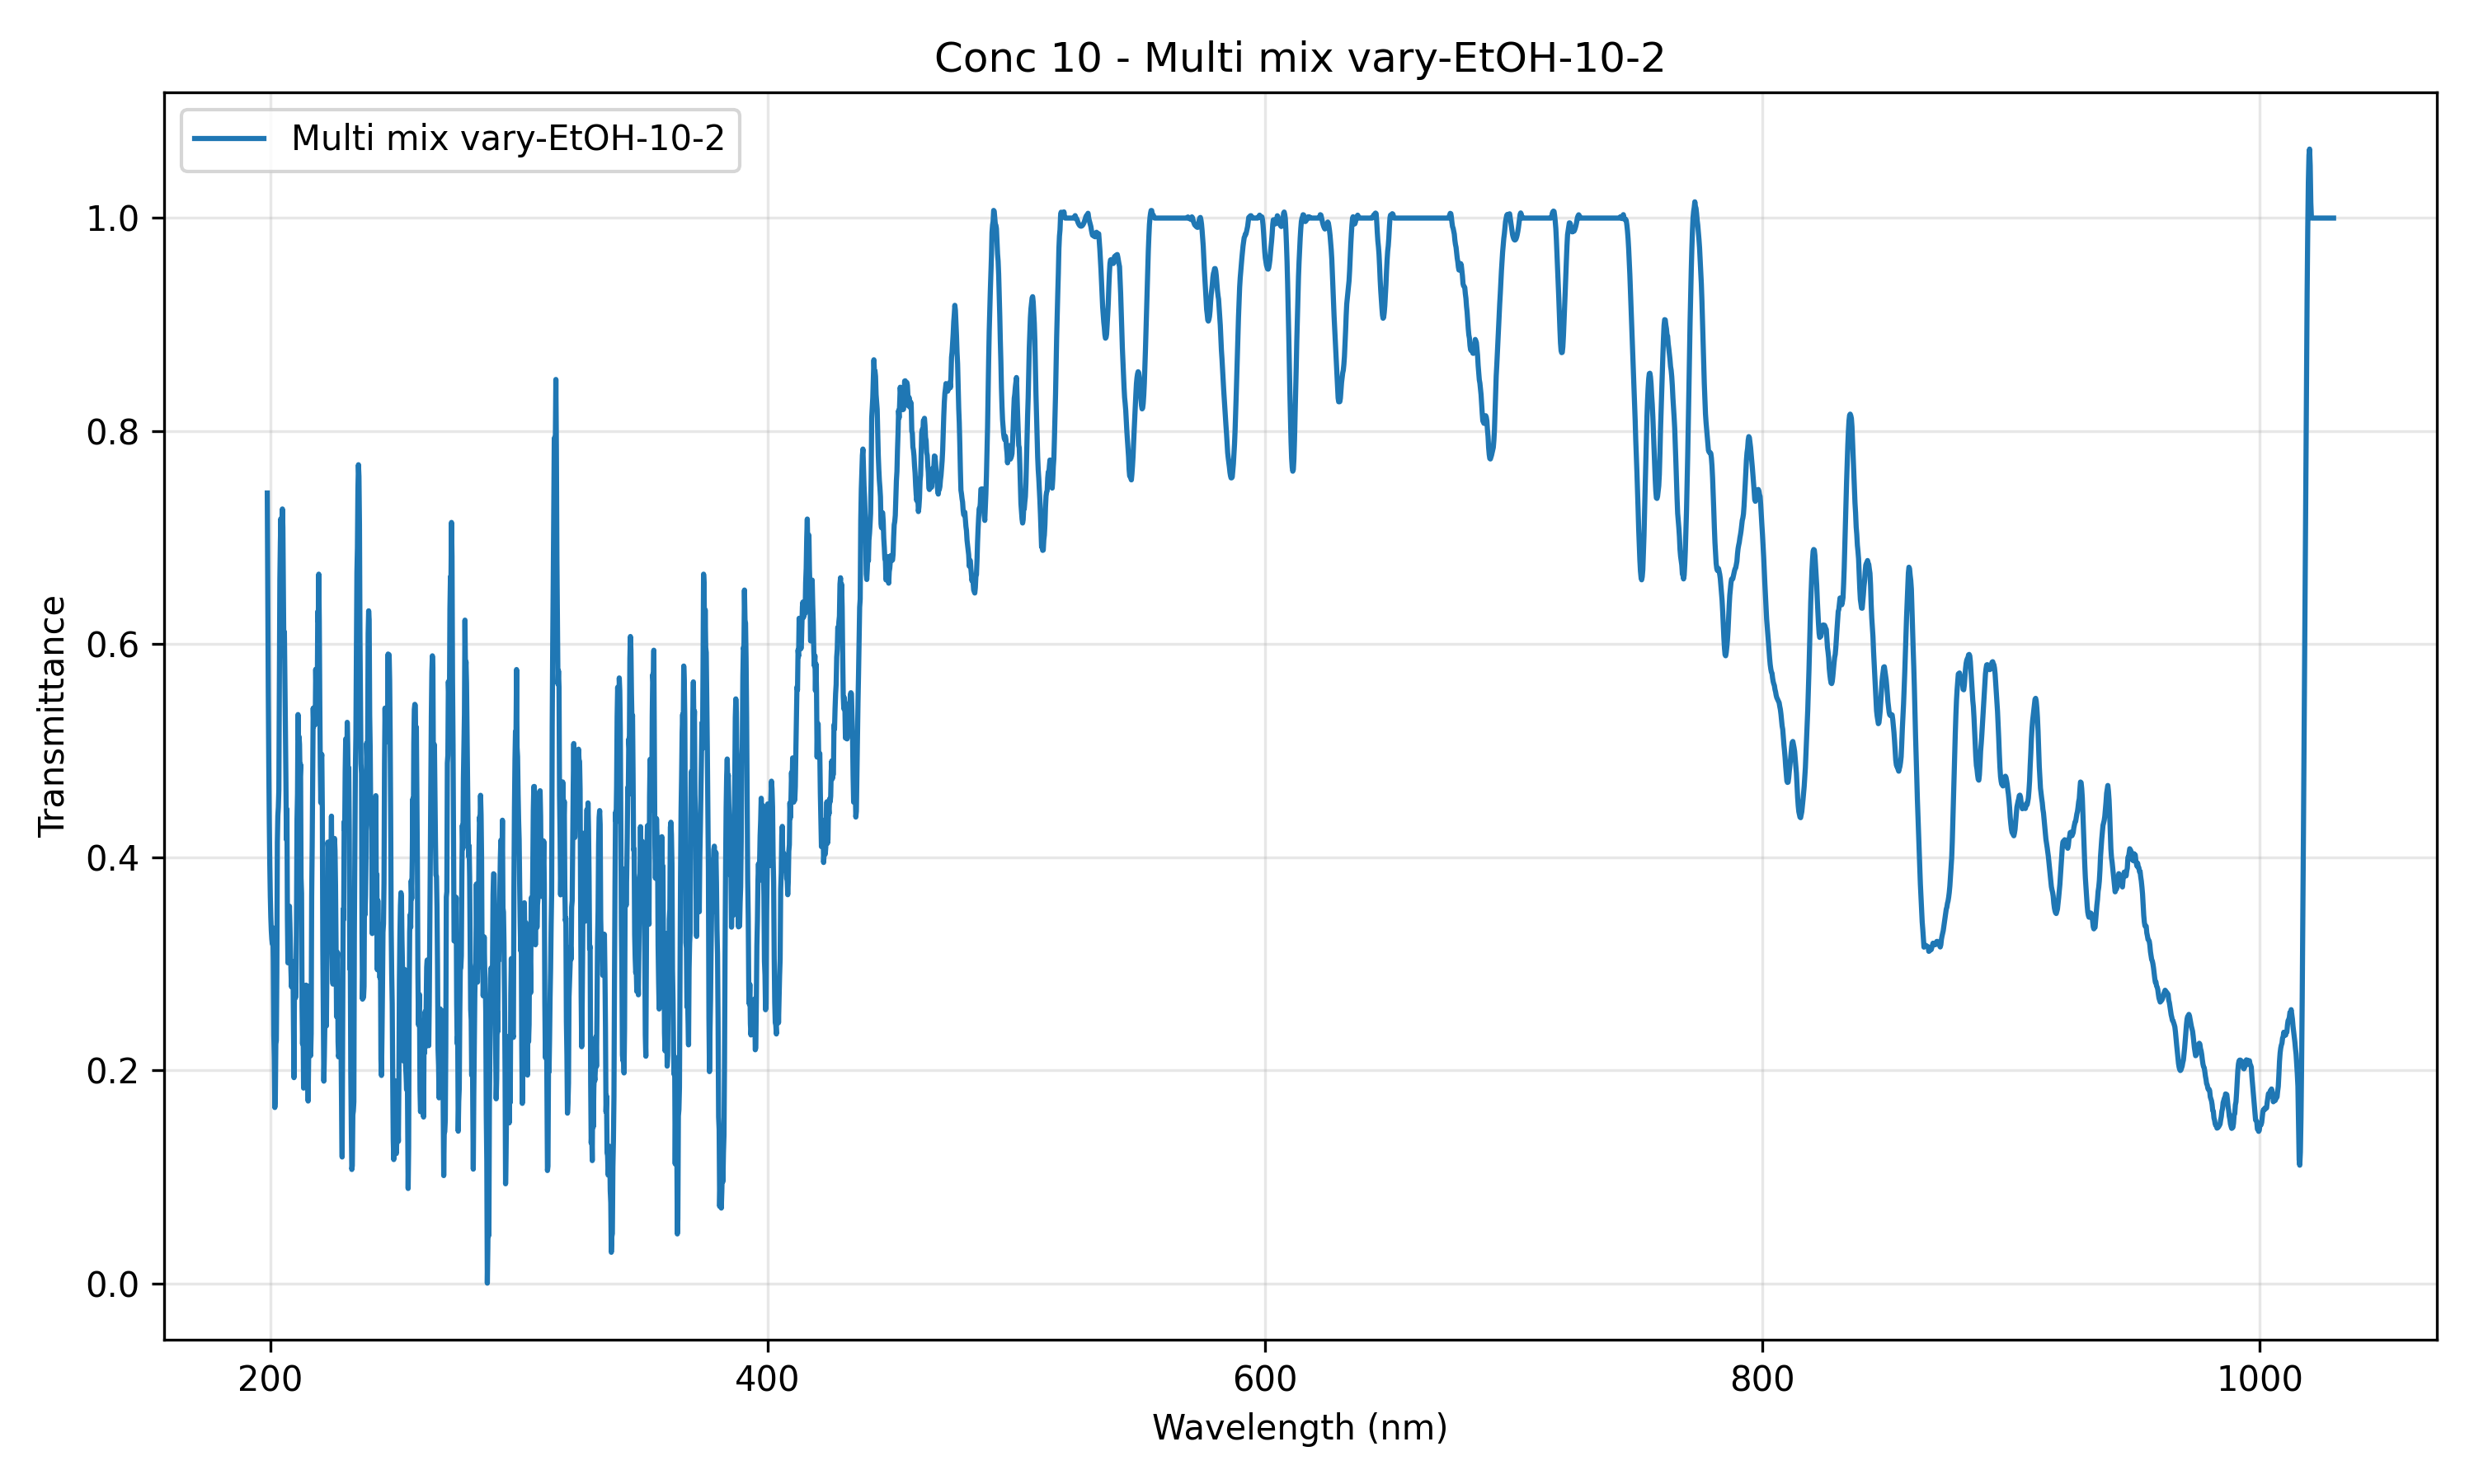 Conc 10 - Multi mix vary-EtOH-10-2
Multi mix vary-EtOH-10-2
Transmittance
1.0
0.8
0.6
0.4
0.2
0.0
200 400 600 800 1000
Wavelength (nm)